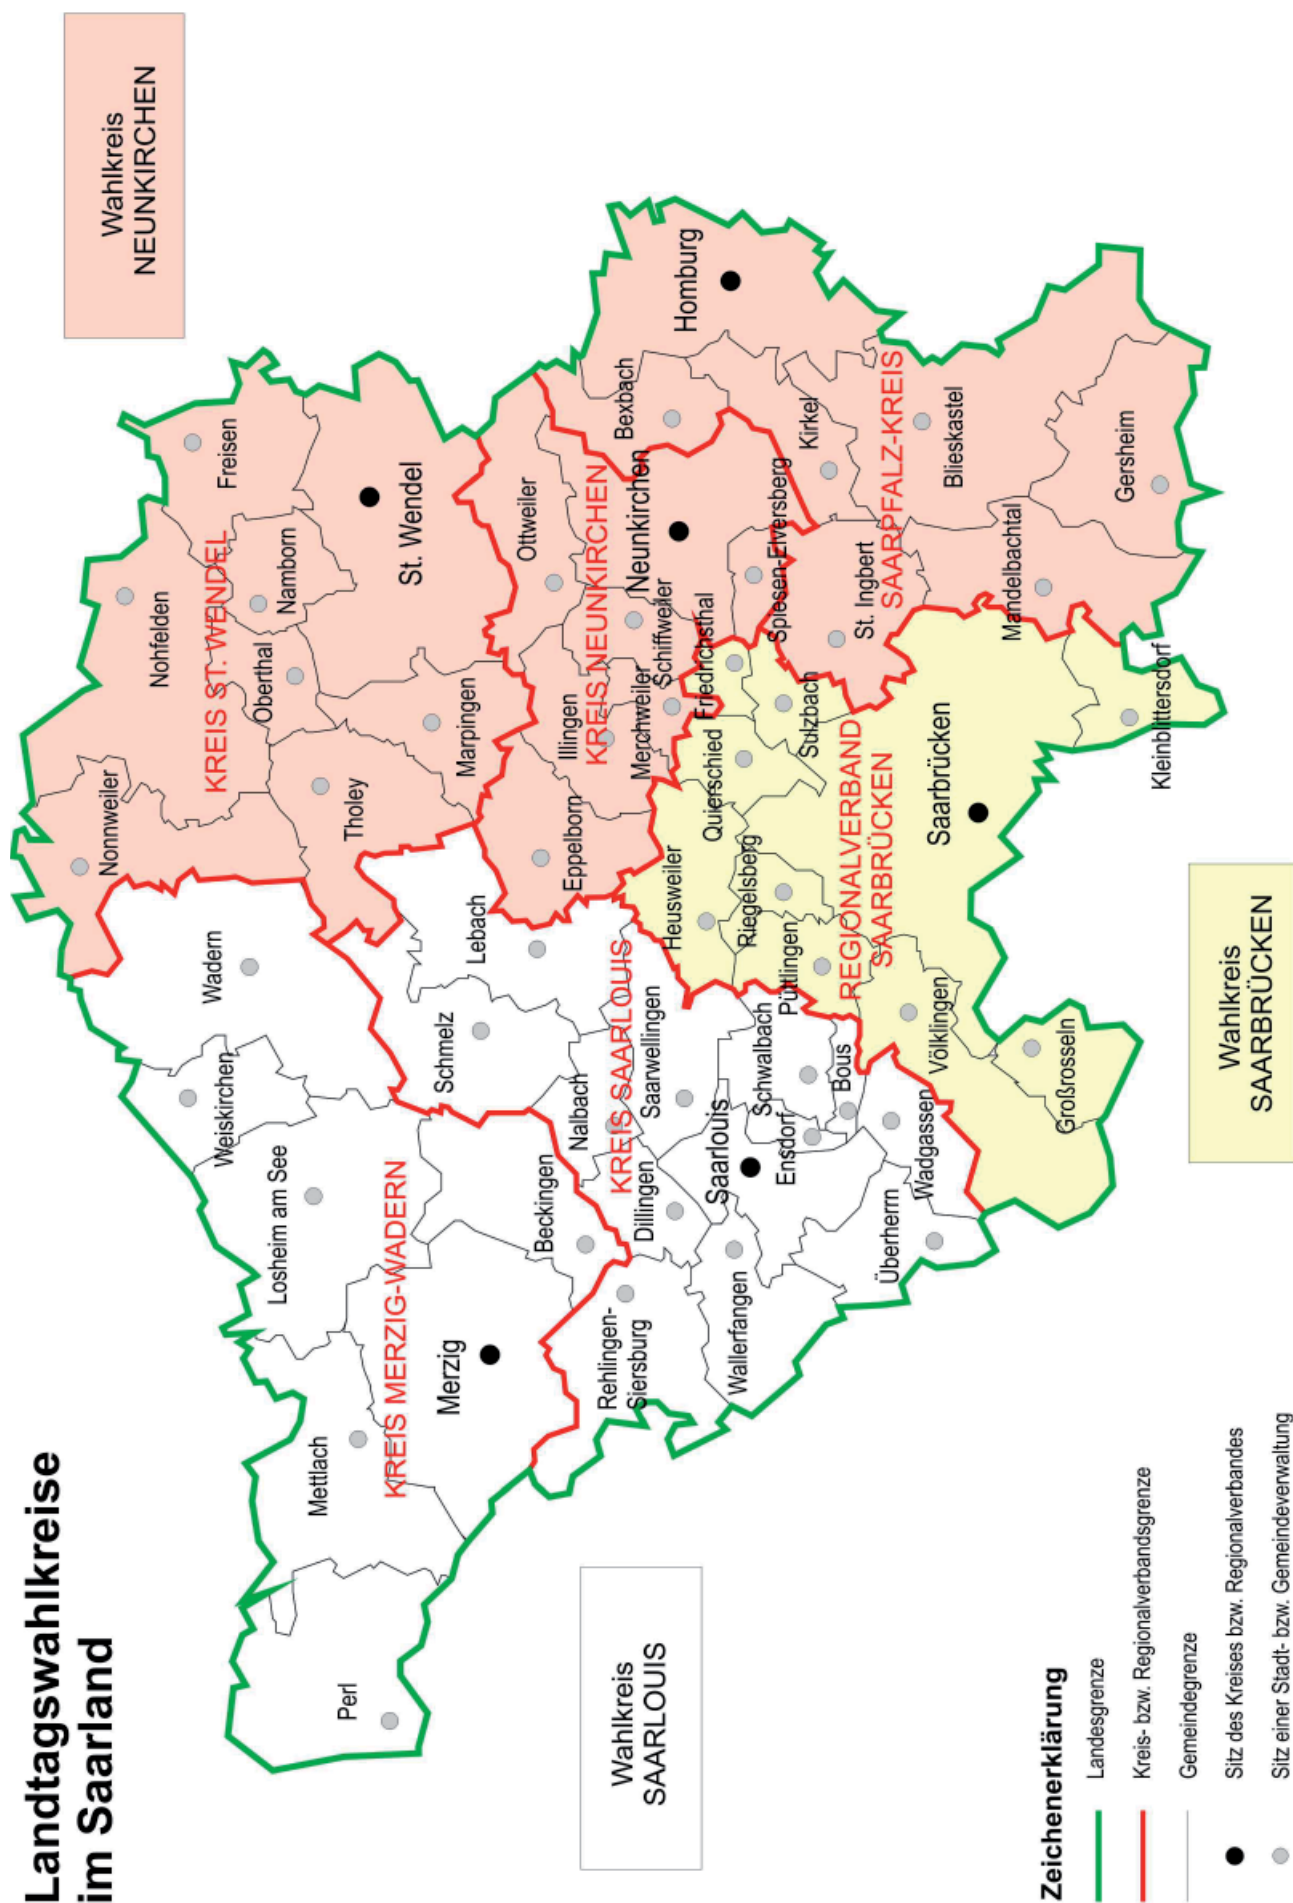 Landtagswahlkreise
im Saarland
Wahlkreis
NEUNKIRCHEN
Nonnweiler
Nohfelden
Freisen
KREIS ST. WENDEL
Namborn
Oberthal
Wadern
Weiskirchen
Tholey
St. Wendel
Losheim am See
Mettlach
Perl
Marpingen
KREIS MERZIG-WADERN
Merzig
Lebach
Schmelz
Ottweiler
Beckingen
Eppelborn
Illingen
KREIS NEUNKIRCHEN
Bexbach
Nalbach
KREIS SAARLOUIS
Rehlingen-
Siersburg
Dillingen
Saarwellingen
Merchweiler
Schiffweiler
Neunkirchen
Homburg
Heusweiler
Friedrichsthal
Quierschied
Saarlouis
Wallerfangen
Riegelsberg
Schwalbach
Ensdorf
Püttlingen
Spiesen-Elversberg
Kirkel
Sulzbach
Bous
REGIONALVERBAND
SAARBRÜCKEN
St. Ingbert
SAARPFALZ-KREIS
Überherrn
Wadgassen
Völklingen
Saarbrücken
Blieskastel
Mandelbachtal
Großrosseln
Gersheim
Kleinblittersdorf
Wahlkreis
SAARLOUIS
Wahlkreis
SAARBRÜCKEN
Zeichenerklärung
Landesgrenze
Kreis- bzw. Regionalverbandsgrenze
Gemeindegrenze
Sitz des Kreises bzw. Regionalverbandes
Sitz einer Stadt- bzw. Gemeindeverwaltung